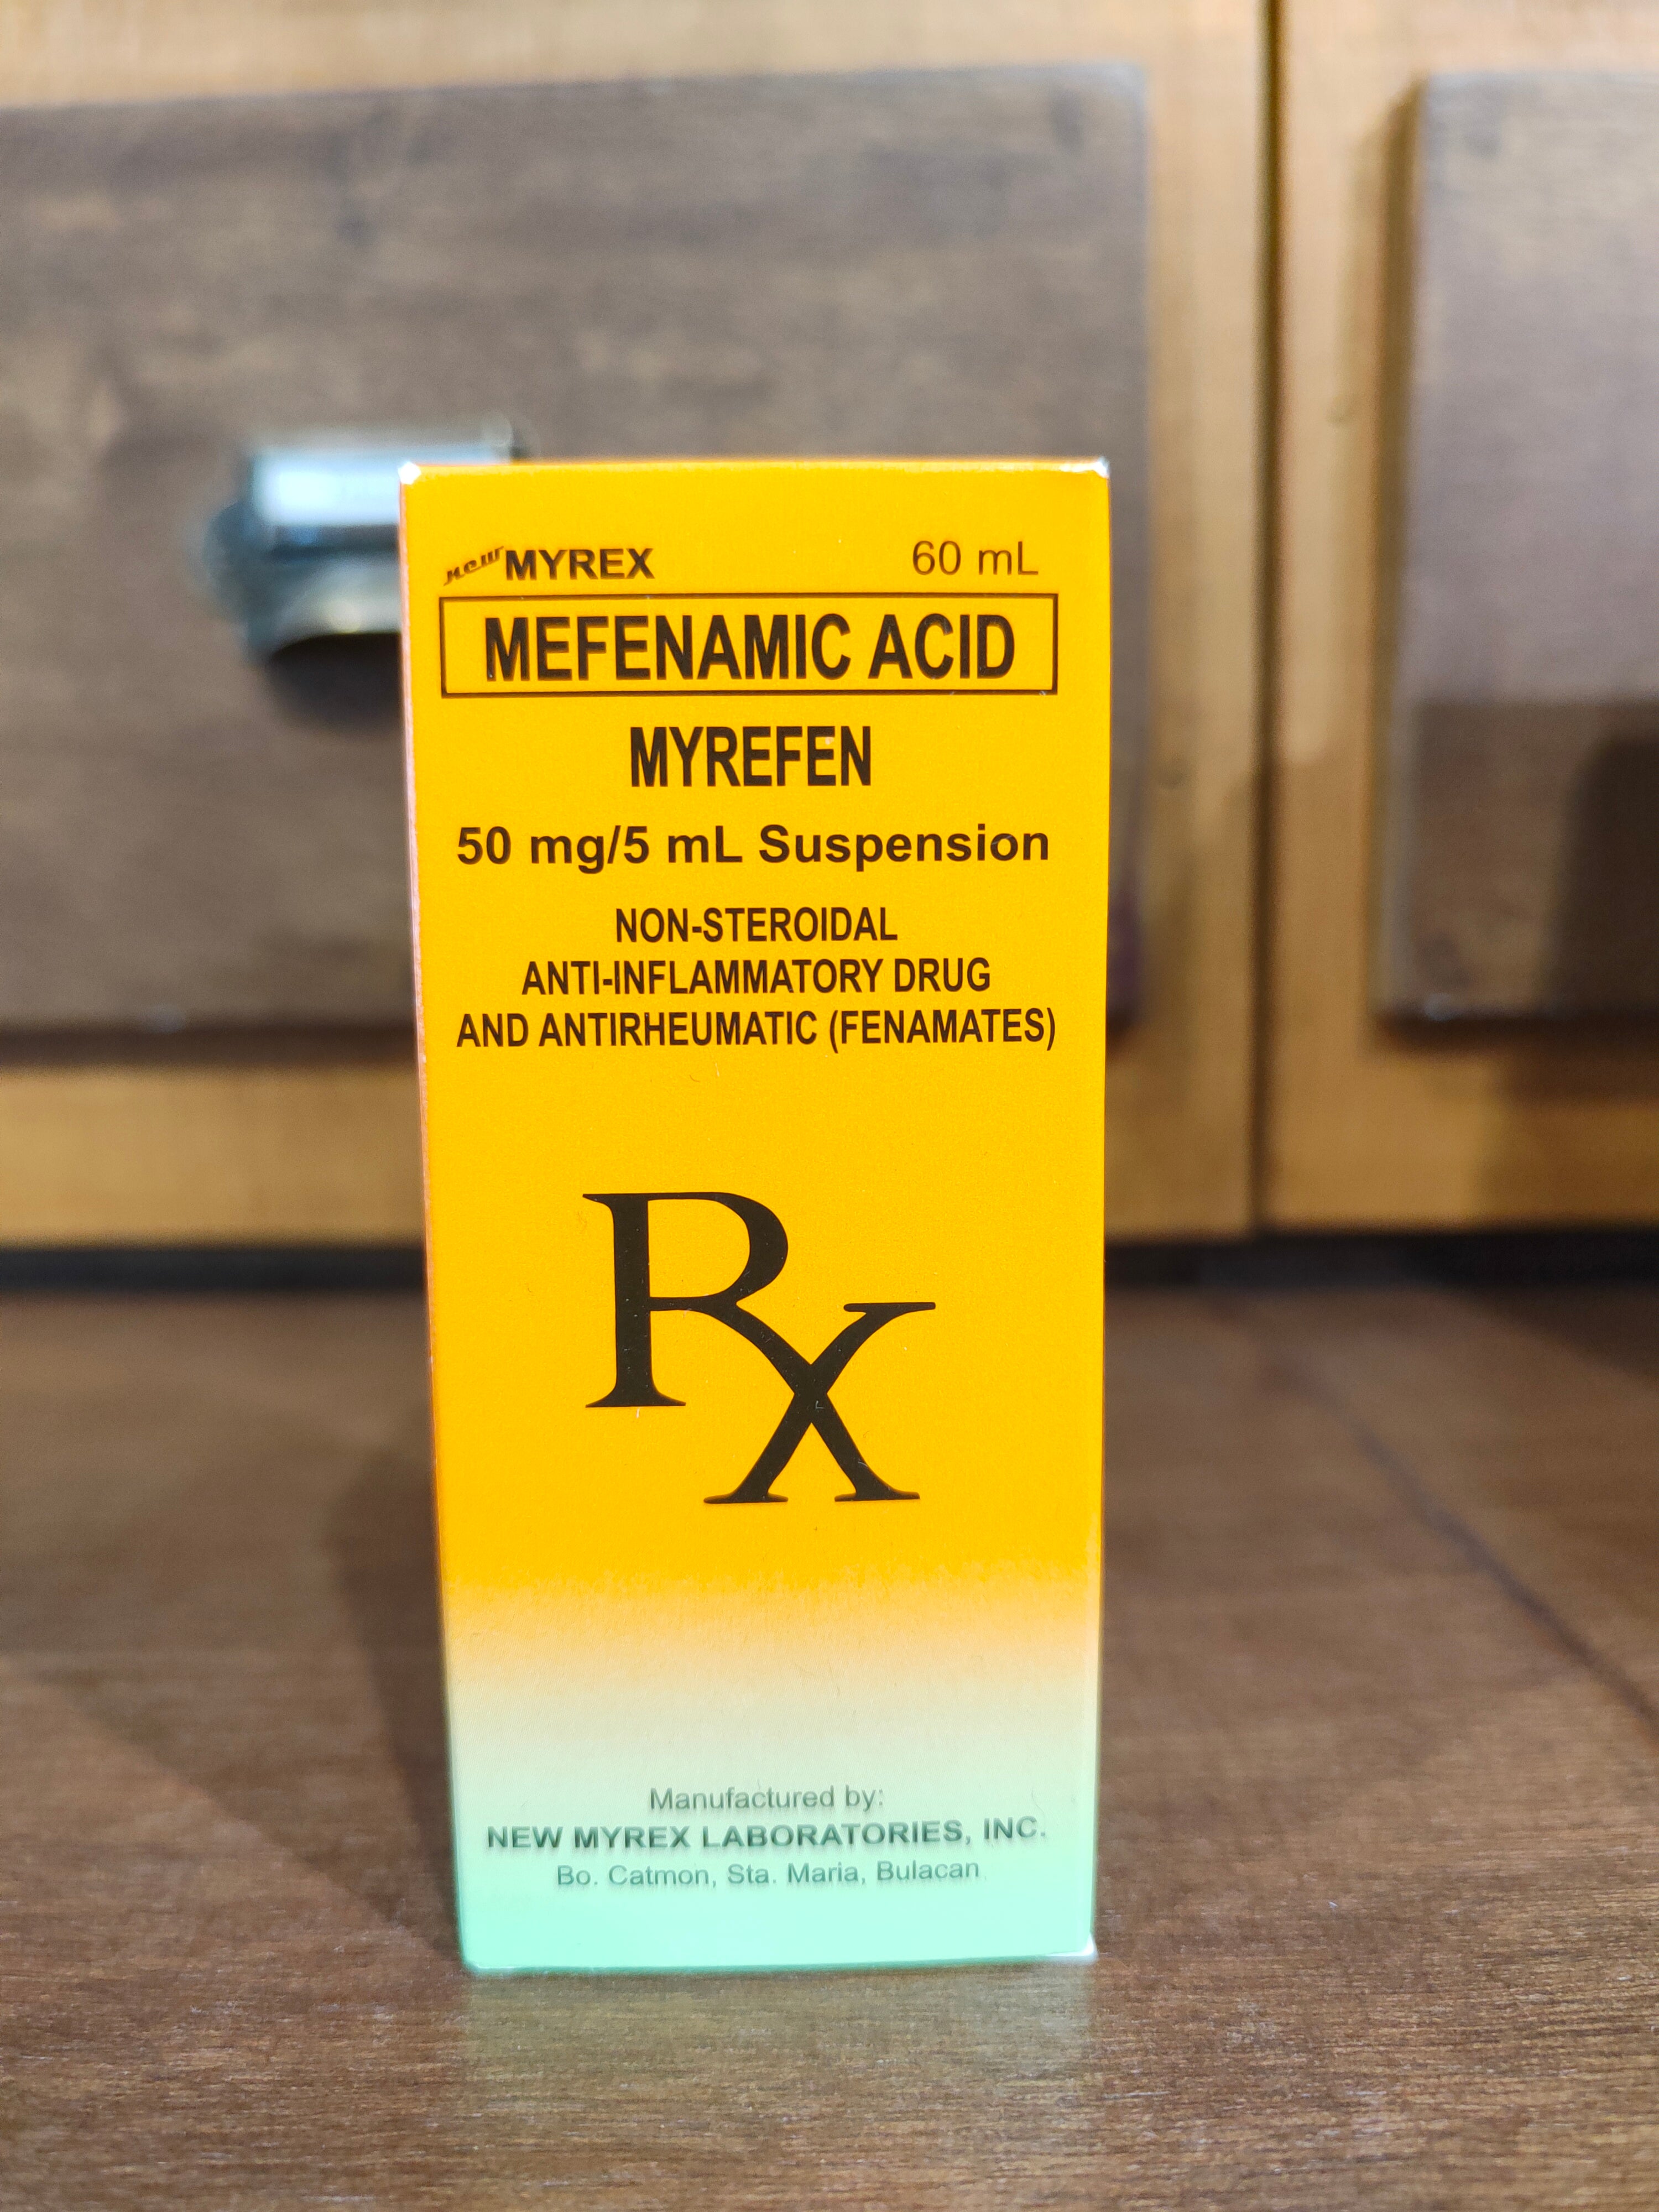 new MYREX 60 mL
MEFENAMIC ACID
MYREFEN
50 mg/5 mL Suspension
NON-STEROIDAL
ANTI-INFLAMMATORY DRUG
AND ANTIRHEUMATIC (FENAMATES)
Rx
Manufactured by:
NEW MYREX LABORATORIES, INC.
Bo. Catmon, Sta. Maria, Bulacan